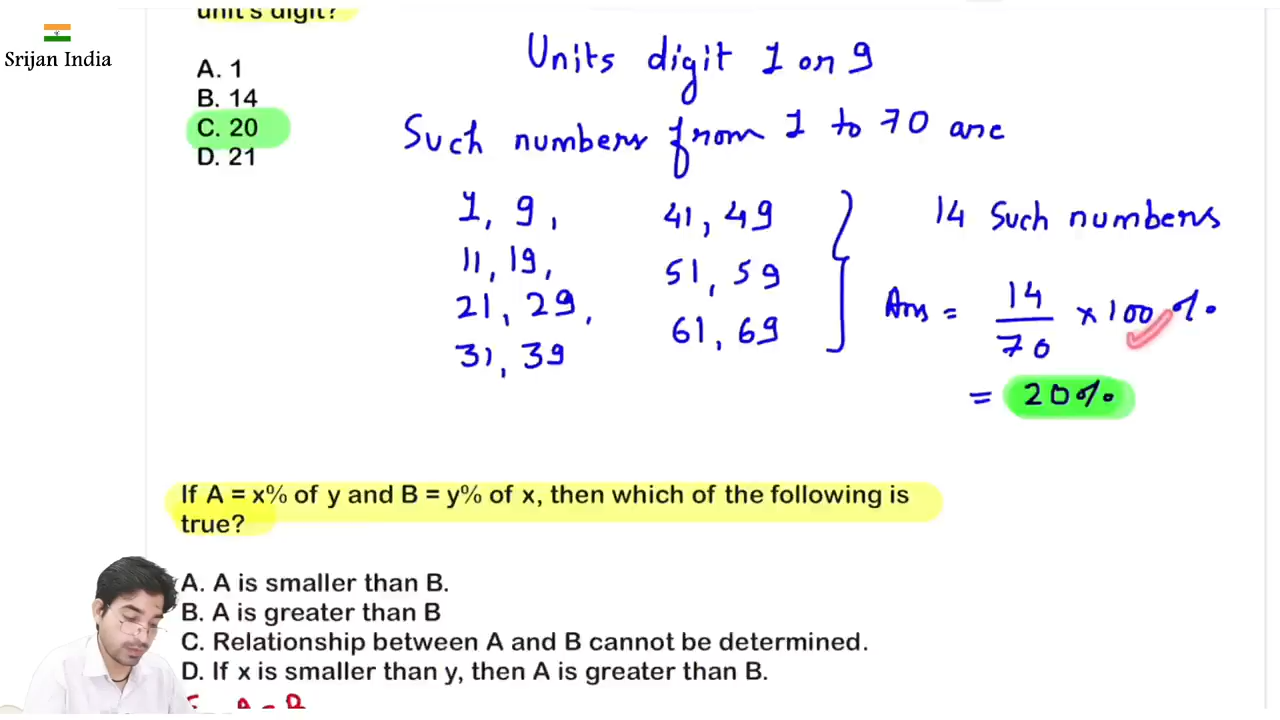 unit's digit?
Srijan India
A. 1
B. 14
C. 20
D. 21
Units digit 1 or 9
Such numbers from 1 to 70 are
1, 9,
11, 19,
21, 29,
31, 39
41, 49
51, 59
61, 69
14 Such numbers
Ans = 14/70 × 100%
= 20%
If A = x% of y and B = y% of x, then which of the following is
true?
A. A is smaller than B.
B. A is greater than B
C. Relationship between A and B cannot be determined.
D. If x is smaller than y, then A is greater than B.